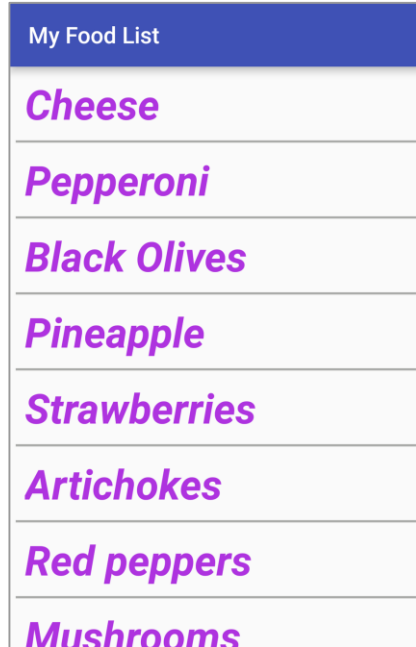 My Food List
Cheese
Pepperoni
Black Olives
Pineapple
Strawberries
Artichokes
Red peppers
Mushrooms